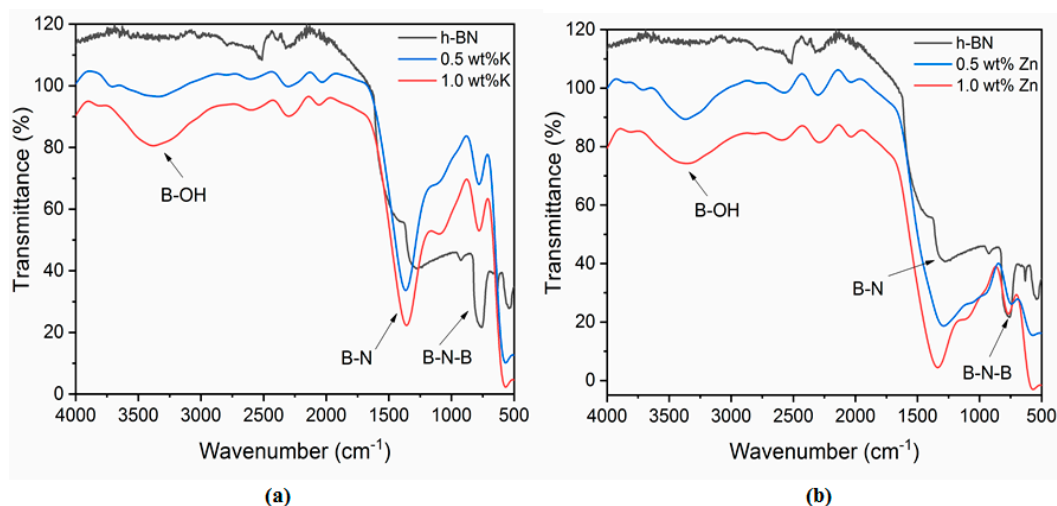 120
100
80
60
40
20
0
Transmittance (%)
h-BN
0.5 wt%K
1.0 wt%K
B-OH
B-N
B-N-B
4000 3500 3000 2500 2000 1500 1000 500
Wavenumber (cm⁻¹)
(a)
120
100
80
60
40
20
0
Transmittance (%)
h-BN
0.5 wt% Zn
1.0 wt% Zn
B-OH
B-N
B-N-B
4000 3500 3000 2500 2000 1500 1000 500
Wavenumber (cm⁻¹)
(b)